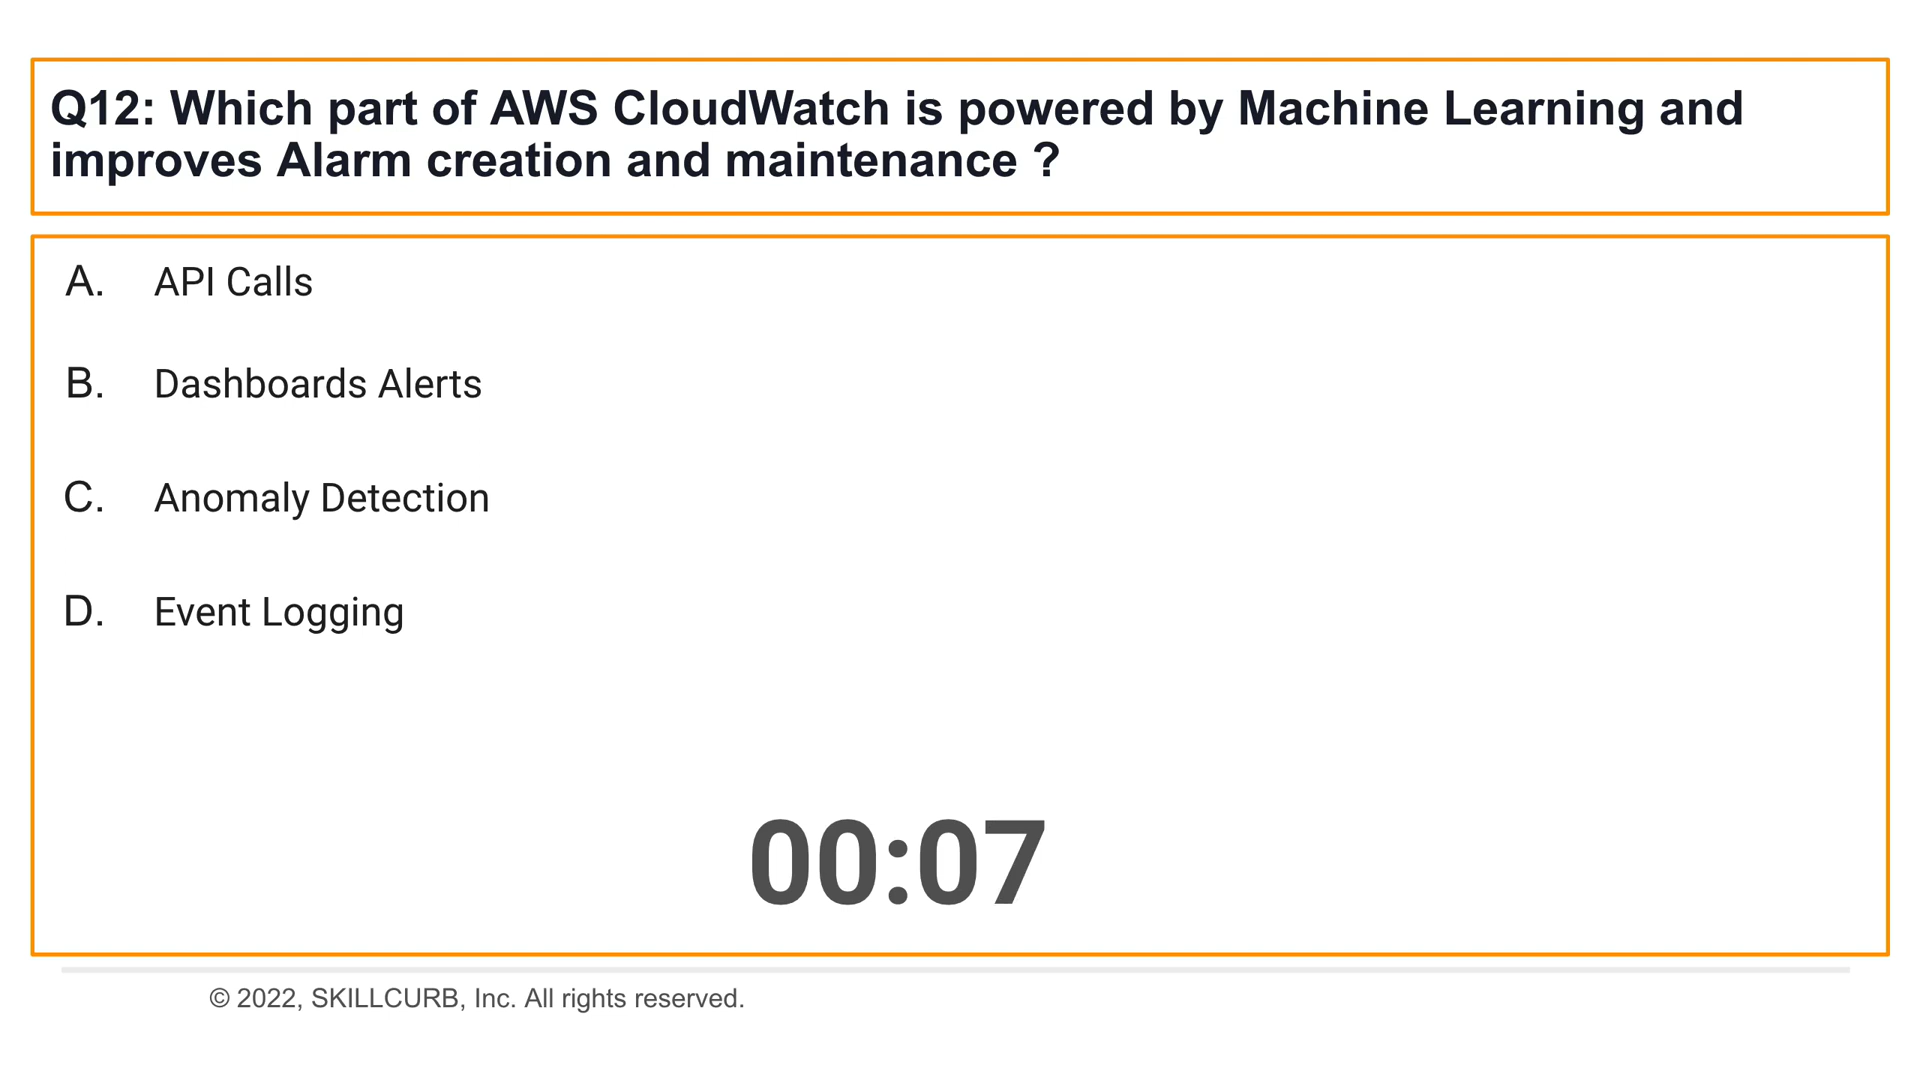 Q12: Which part of AWS CloudWatch is powered by Machine Learning and
improves Alarm creation and maintenance ?
A. API Calls
B. Dashboards Alerts
C. Anomaly Detection
D. Event Logging
00:07
© 2022, SKILLCURB, Inc. All rights reserved.